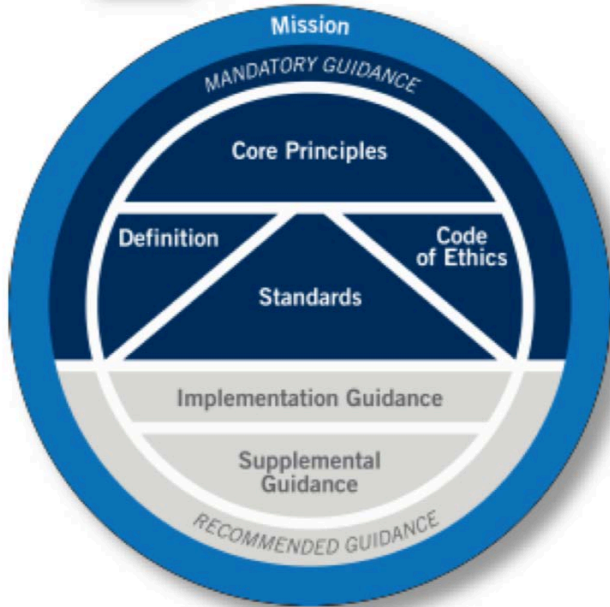 Mission
MANDATORY GUIDANCE
Core Principles
Definition
Code
of Ethics
Standards
Implementation Guidance
Supplemental
Guidance
RECOMMENDED GUIDANCE